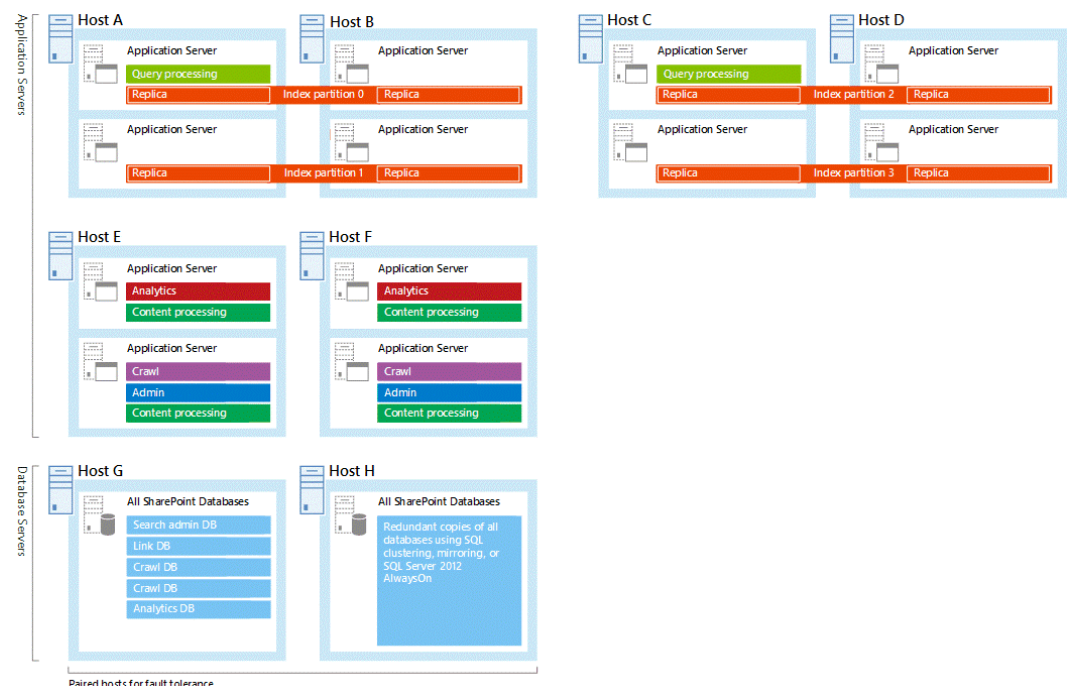 Application Servers
Host A
Application Server
Query processing
Replica
Application Server
Replica
Host B
Application Server
Index partition 0
Replica
Application Server
Index partition 1
Replica
Host C
Application Server
Query processing
Replica
Application Server
Replica
Host D
Application Server
Index partition 2
Replica
Application Server
Index partition 3
Replica
Host E
Application Server
Analytics
Content processing
Application Server
Crawl
Admin
Content processing
Host F
Application Server
Analytics
Content processing
Application Server
Crawl
Admin
Content processing
Database Servers
Host G
All SharePoint Databases
Search admin DB
Link DB
Crawl DB
Crawl DB
Analytics DB
Host H
All SharePoint Databases
Redundant copies of all
databases using SQL
clustering, mirroring, or
SQL Server 2012
AlwaysOn
Paired hosts for fault tolerance